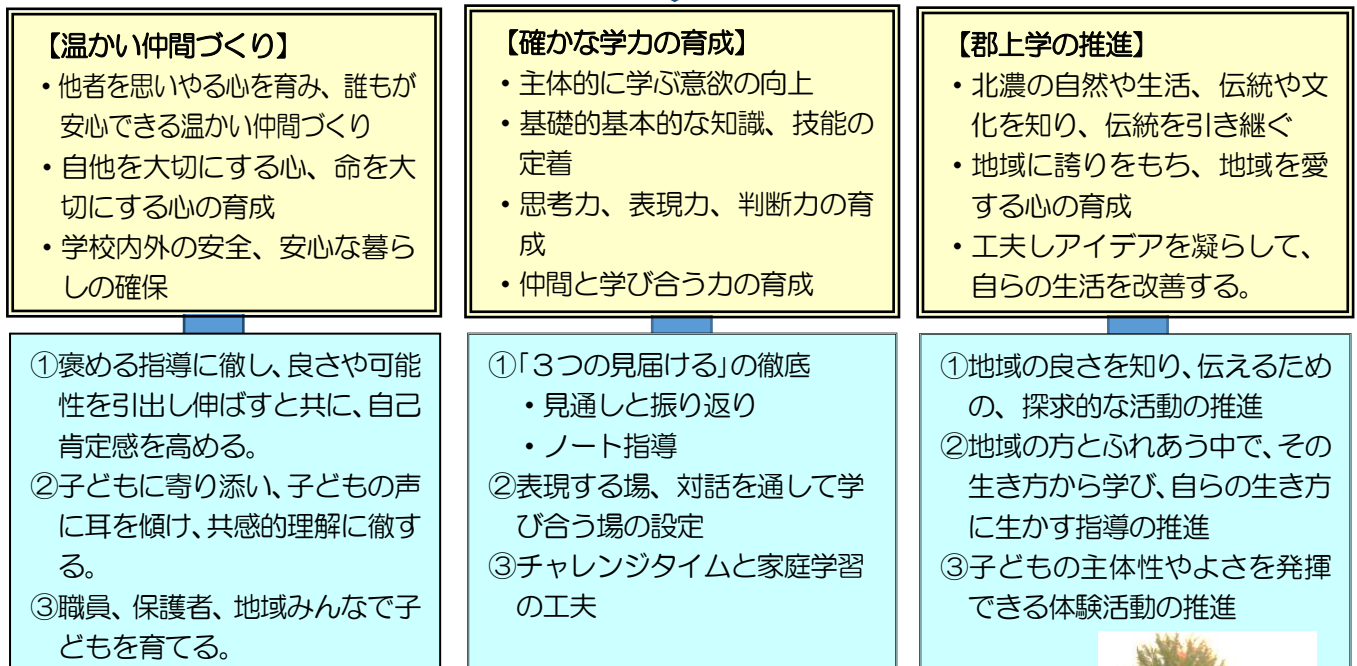 【温かい仲間づくり】
・他者を思いやる心を育み、誰もが
安心できる温かい仲間づくり
・自他を大切にする心、命を大
切にする心の育成
・学校内外の安全、安心な暮ら
しの確保
【確かな学力の育成】
・主体的に学ぶ意欲の向上
・基礎的基本的な知識、技能の
定着
・思考力、表現力、判断力の育
成
・仲間と学び合う力の育成
【郡上学の推進】
・北濃の自然や生活、伝統や文
化を知り、伝統を引き継ぐ
・地域に誇りをもち、地域を愛
する心の育成
・工夫しアイデアを凝らして、
自らの生活を改善する。
①褒める指導に徹し、良さや可能
性を引出し伸ばすと共に、自己
肯定感を高める。
②子どもに寄り添い、子どもの声
に耳を傾け、共感的理解に徹す
る。
③職員、保護者、地域みんなで子
どもを育てる。
①「３つの見届ける」の徹底
・見通しと振り返り
・ノート指導
②表現する場、対話を通して学
び合う場の設定
③チャレンジタイムと家庭学習
の工夫
①地域の良さを知り、伝えるため
の、探求的な活動の推進
②地域の方とふれあう中で、その
生き方から学び、自らの生き方
に生かす指導の推進
③子どもの主体性やよさを発揮
できる体験活動の推進